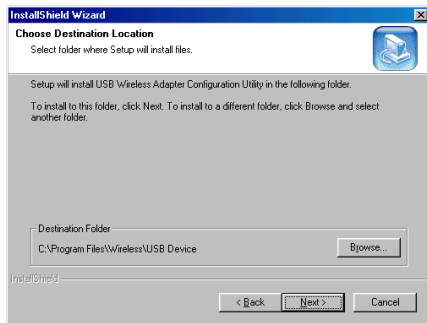 InstallShield Wizard
Choose Destination Location
Select folder where Setup will install files.
Setup will install USB Wireless Adapter Configuration Utility in the following folder.
To install to this folder, click Next. To install to a different folder, click Browse and select
another folder.
Destination Folder
C:\Program Files\Wireless\USB Device
Browse...
InstallShield
< Back
Next >
Cancel